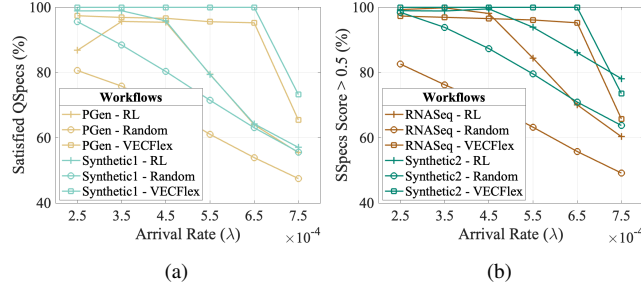 100
80
60
40
Satisfied QSpecs (%)
Workflows
PGen - RL
PGen - Random
PGen - VECFlex
Synthetic1 - RL
Synthetic1 - Random
Synthetic1 - VECFlex
2.5 3.5 4.5 5.5 6.5 7.5
Arrival Rate (λ) ×10⁻⁴
(a)
100
80
60
40
SSpecs Score > 0.5 (%)
Workflows
RNASeq - RL
RNASeq - Random
RNASeq - VECFlex
Synthetic2 - RL
Synthetic2 - Random
Synthetic2 - VECFlex
2.5 3.5 4.5 5.5 6.5 7.5
Arrival Rate (λ) ×10⁻⁴
(b)